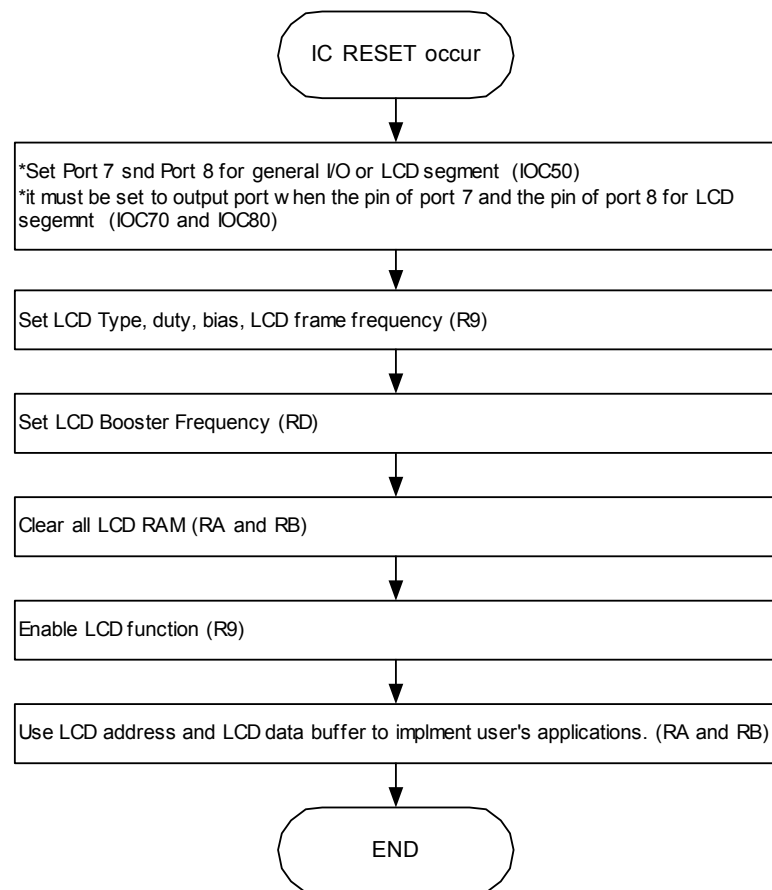 IC RESET occur
*Set Port 7 snd Port 8 for general I/O or LCD segment (IOC50)
*it must be set to output port when the pin of port 7 and the pin of port 8 for LCD
segemnt (IOC70 and IOC80)
Set LCD Type, duty, bias, LCD frame frequency (R9)
Set LCD Booster Frequency (RD)
Clear all LCD RAM (RA and RB)
Enable LCD function (R9)
Use LCD address and LCD data buffer to implment user's applications. (RA and RB)
END